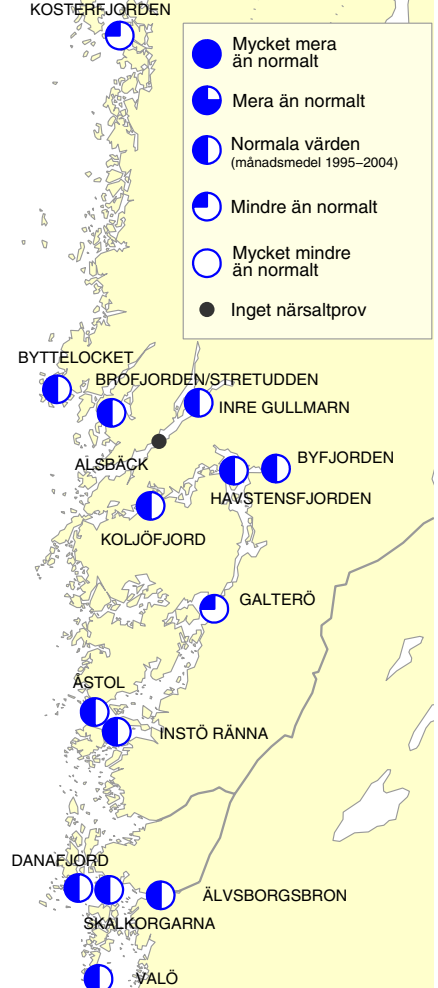 KOSTERFJORDEN
Mycket mera
än normalt
Mera än normalt
Normala värden
(månadsmedel 1995−2004)
Mindre än normalt
Mycket mindre
än normalt
Inget närsaltprov
BYTTELOCKET
BROFJORDEN/STRETUDDEN
INRE GULLMARN
ALSBÄCK
BYFJORDEN
HAVSTENSFJORDEN
KOLJÖFJORD
GALTERÖ
ÅSTOL
INSTÖ RÄNNA
DANAFJORD
ÄLVSBORGSBRON
SKALKORGARNA
VALÖ